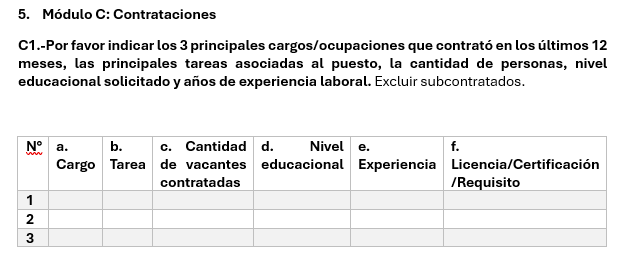 5. Módulo C: Contrataciones
C1.-Por favor indicar los 3 principales cargos/ocupaciones que contrató en los últimos 12
meses, las principales tareas asociadas al puesto, la cantidad de personas, nivel
educacional solicitado y años de experiencia laboral. Excluir subcontratados.
N° a. Cargo b. Tarea c. Cantidad de vacantes contratadas d. Nivel educacional e. Experiencia f. Licencia/Certificación/Requisito
1
2
3